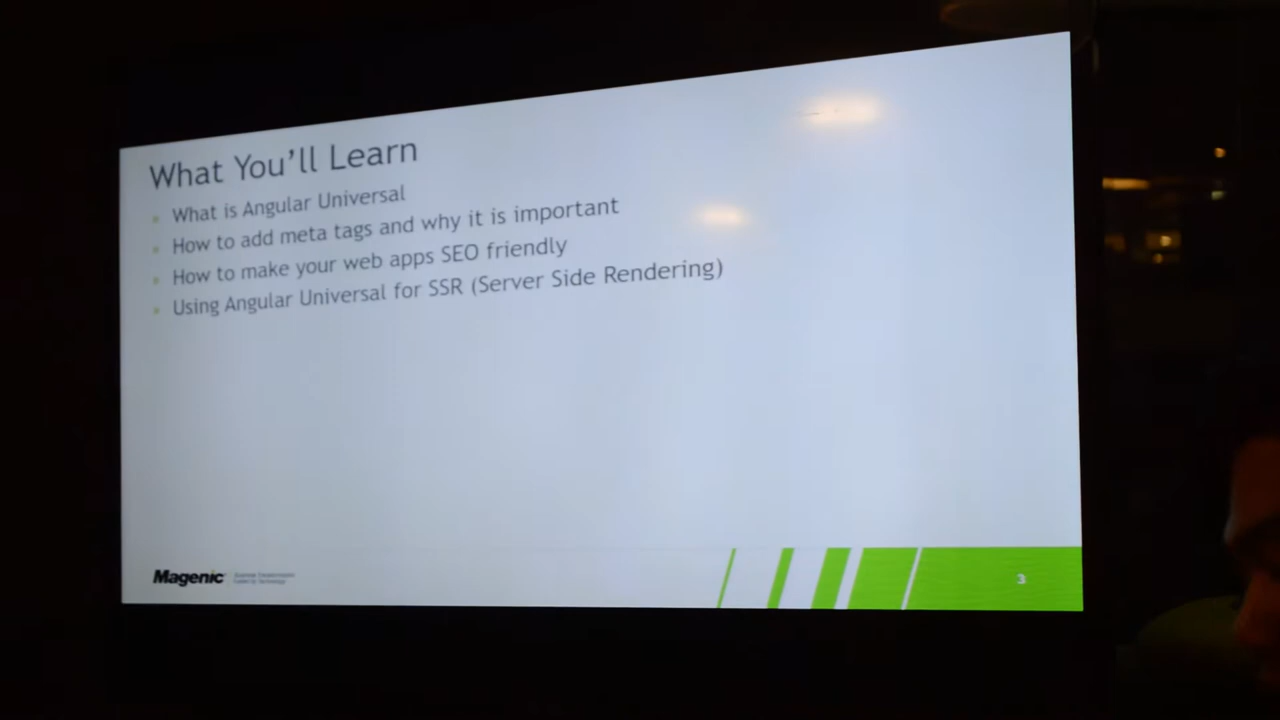 What You'll Learn
What is Angular Universal
How to add meta tags and why it is important
How to make your web apps SEO friendly
Using Angular Universal for SSR (Server Side Rendering)
Magenic
3